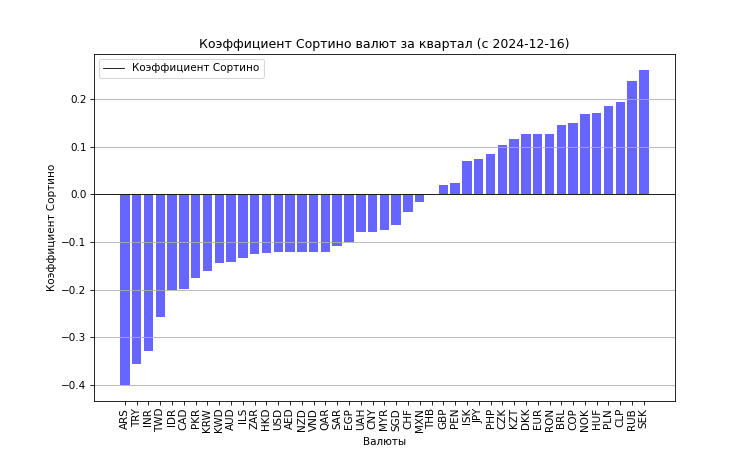 Коэффициент Сортино валют за квартал (с 2024-12-16)
Коэффициент Сортино
Коэффициент Сортино
0.2
0.1
0.0
−0.1
−0.2
−0.3
−0.4
ARS TRY INR TWD IDR CAD PKR KRW KWD AUD ILS ZAR HKD USD AED NZD VND QAR SAR EGP UAH CNY MYR SGD CHF MXN THB GBP PEN ISK JPY PHP CZK KZT DKK EUR RON BRL COP NOK HUF PLN CLP RUB SEK
Валюты